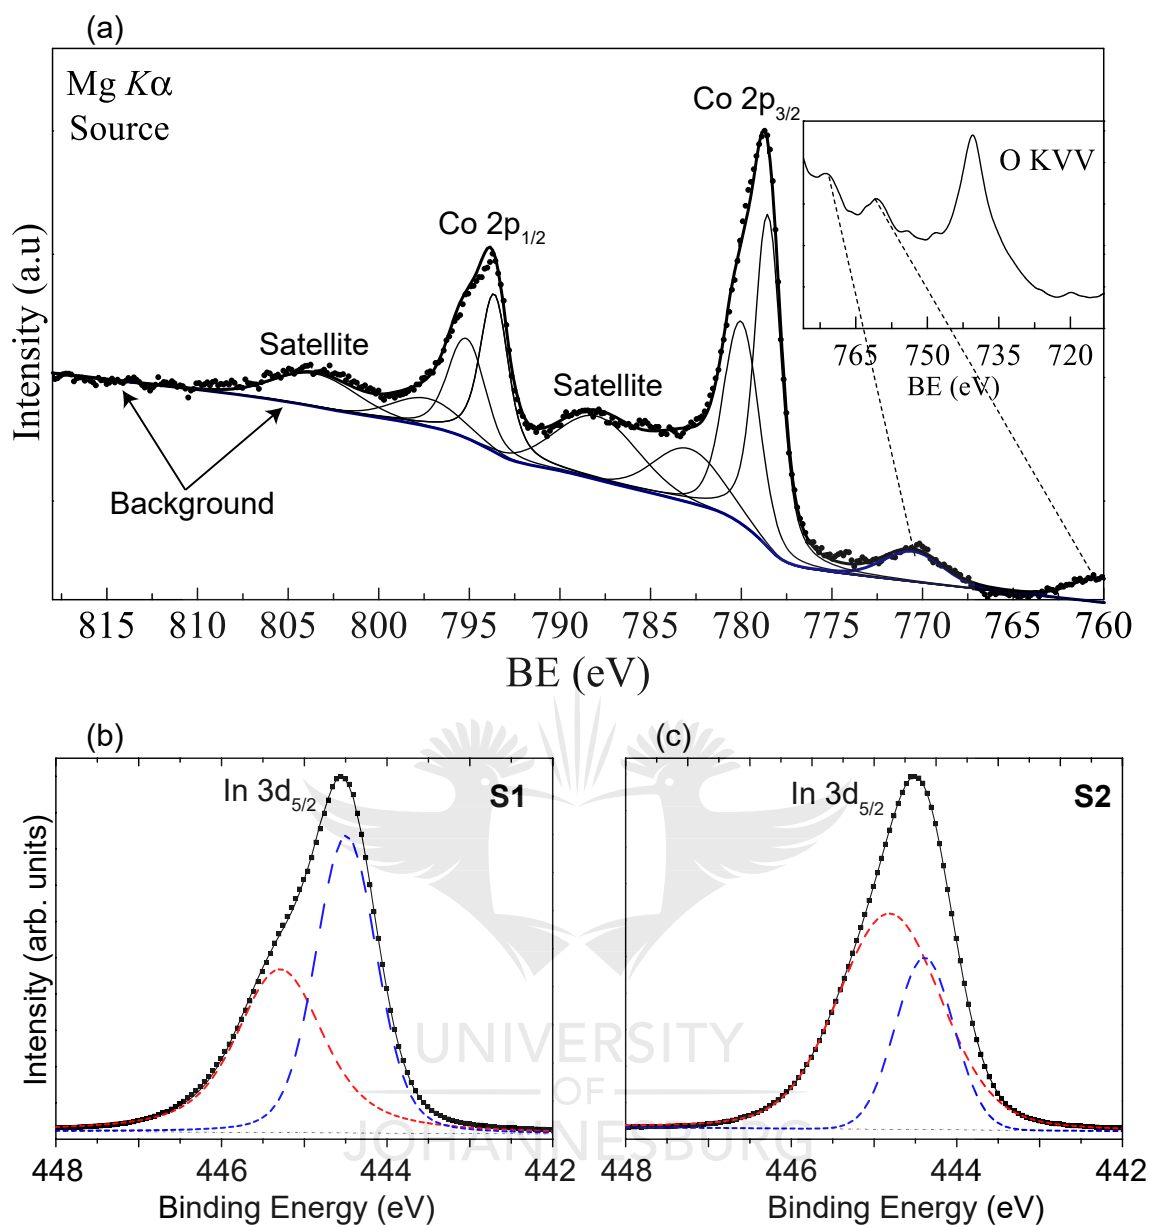 (a)
Mg Kα
Source
Co 2p3/2
O KVV
Co 2p1/2
Satellite
Satellite
Background
765 750 735 720
BE (eV)
Intensity (a.u)
815 810 805 800 795 790 785 780 775 770 765 760
BE (eV)
(b)
(c)
In 3d5/2
S1
In 3d5/2
S2
Intensity (arb. units)
UNIVERSITY
OF
JOHANNESBURG
448 446 444 442
448 446 444 442
Binding Energy (eV)
Binding Energy (eV)